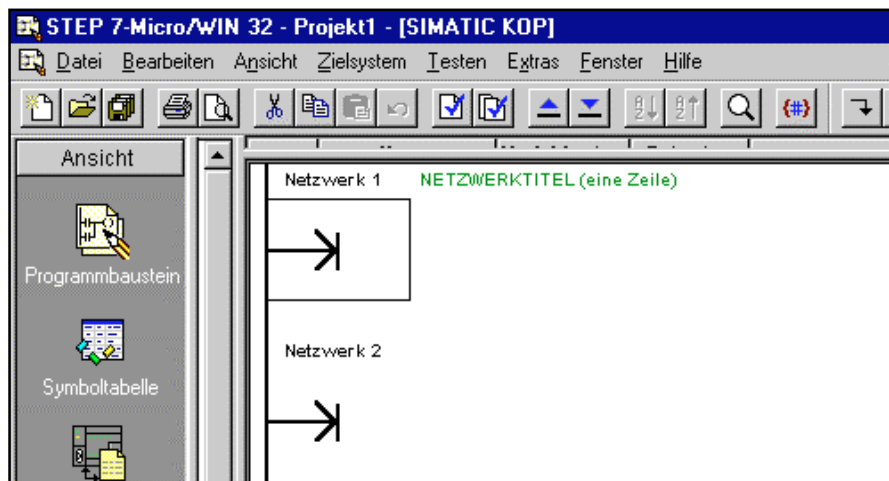 STEP 7-Micro/WIN 32 - Projekt1 - [SIMATIC KOP]
Datei Bearbeiten Ansicht Zielsystem Testen Extras Fenster Hilfe
Ansicht
Netzwerk 1 NETZWERKTITEL (eine Zeile)
Programmbaustein
Netzwerk 2
Symboltabelle